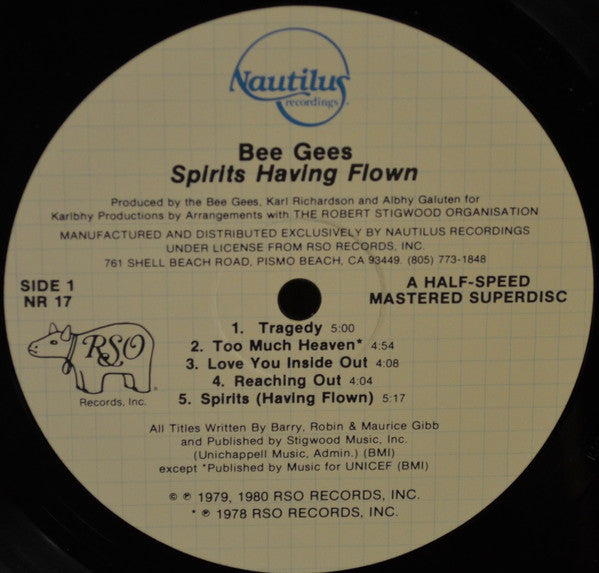 Nautilus
recordings
Bee Gees
Spirits Having Flown
Produced by the Bee Gees, Karl Richardson and Albhy Galuten for
Karlbhy Productions by Arrangements with THE ROBERT STIGWOOD ORGANISATION
MANUFACTURED AND DISTRIBUTED EXCLUSIVELY BY NAUTILUS RECORDINGS
UNDER LICENSE FROM RSO RECORDS, INC.
761 SHELL BEACH ROAD, PISMO BEACH, CA 93449. (805) 773-1848
SIDE 1
NR 17
A HALF-SPEED
MASTERED SUPERDISC
1. Tragedy 5:00
2. Too Much Heaven* 4:54
3. Love You Inside Out 4:08
4. Reaching Out 4:04
5. Spirits (Having Flown) 5:17
RSO
Records, Inc.
All Titles Written By Barry, Robin & Maurice Gibb
and Published by Stigwood Music, Inc.
(Unichappell Music, Admin.) (BMI)
except *Published by Music for UNICEF (BMI)
© ℗ 1979, 1980 RSO RECORDS, INC.
* ℗ 1978 RSO RECORDS, INC.